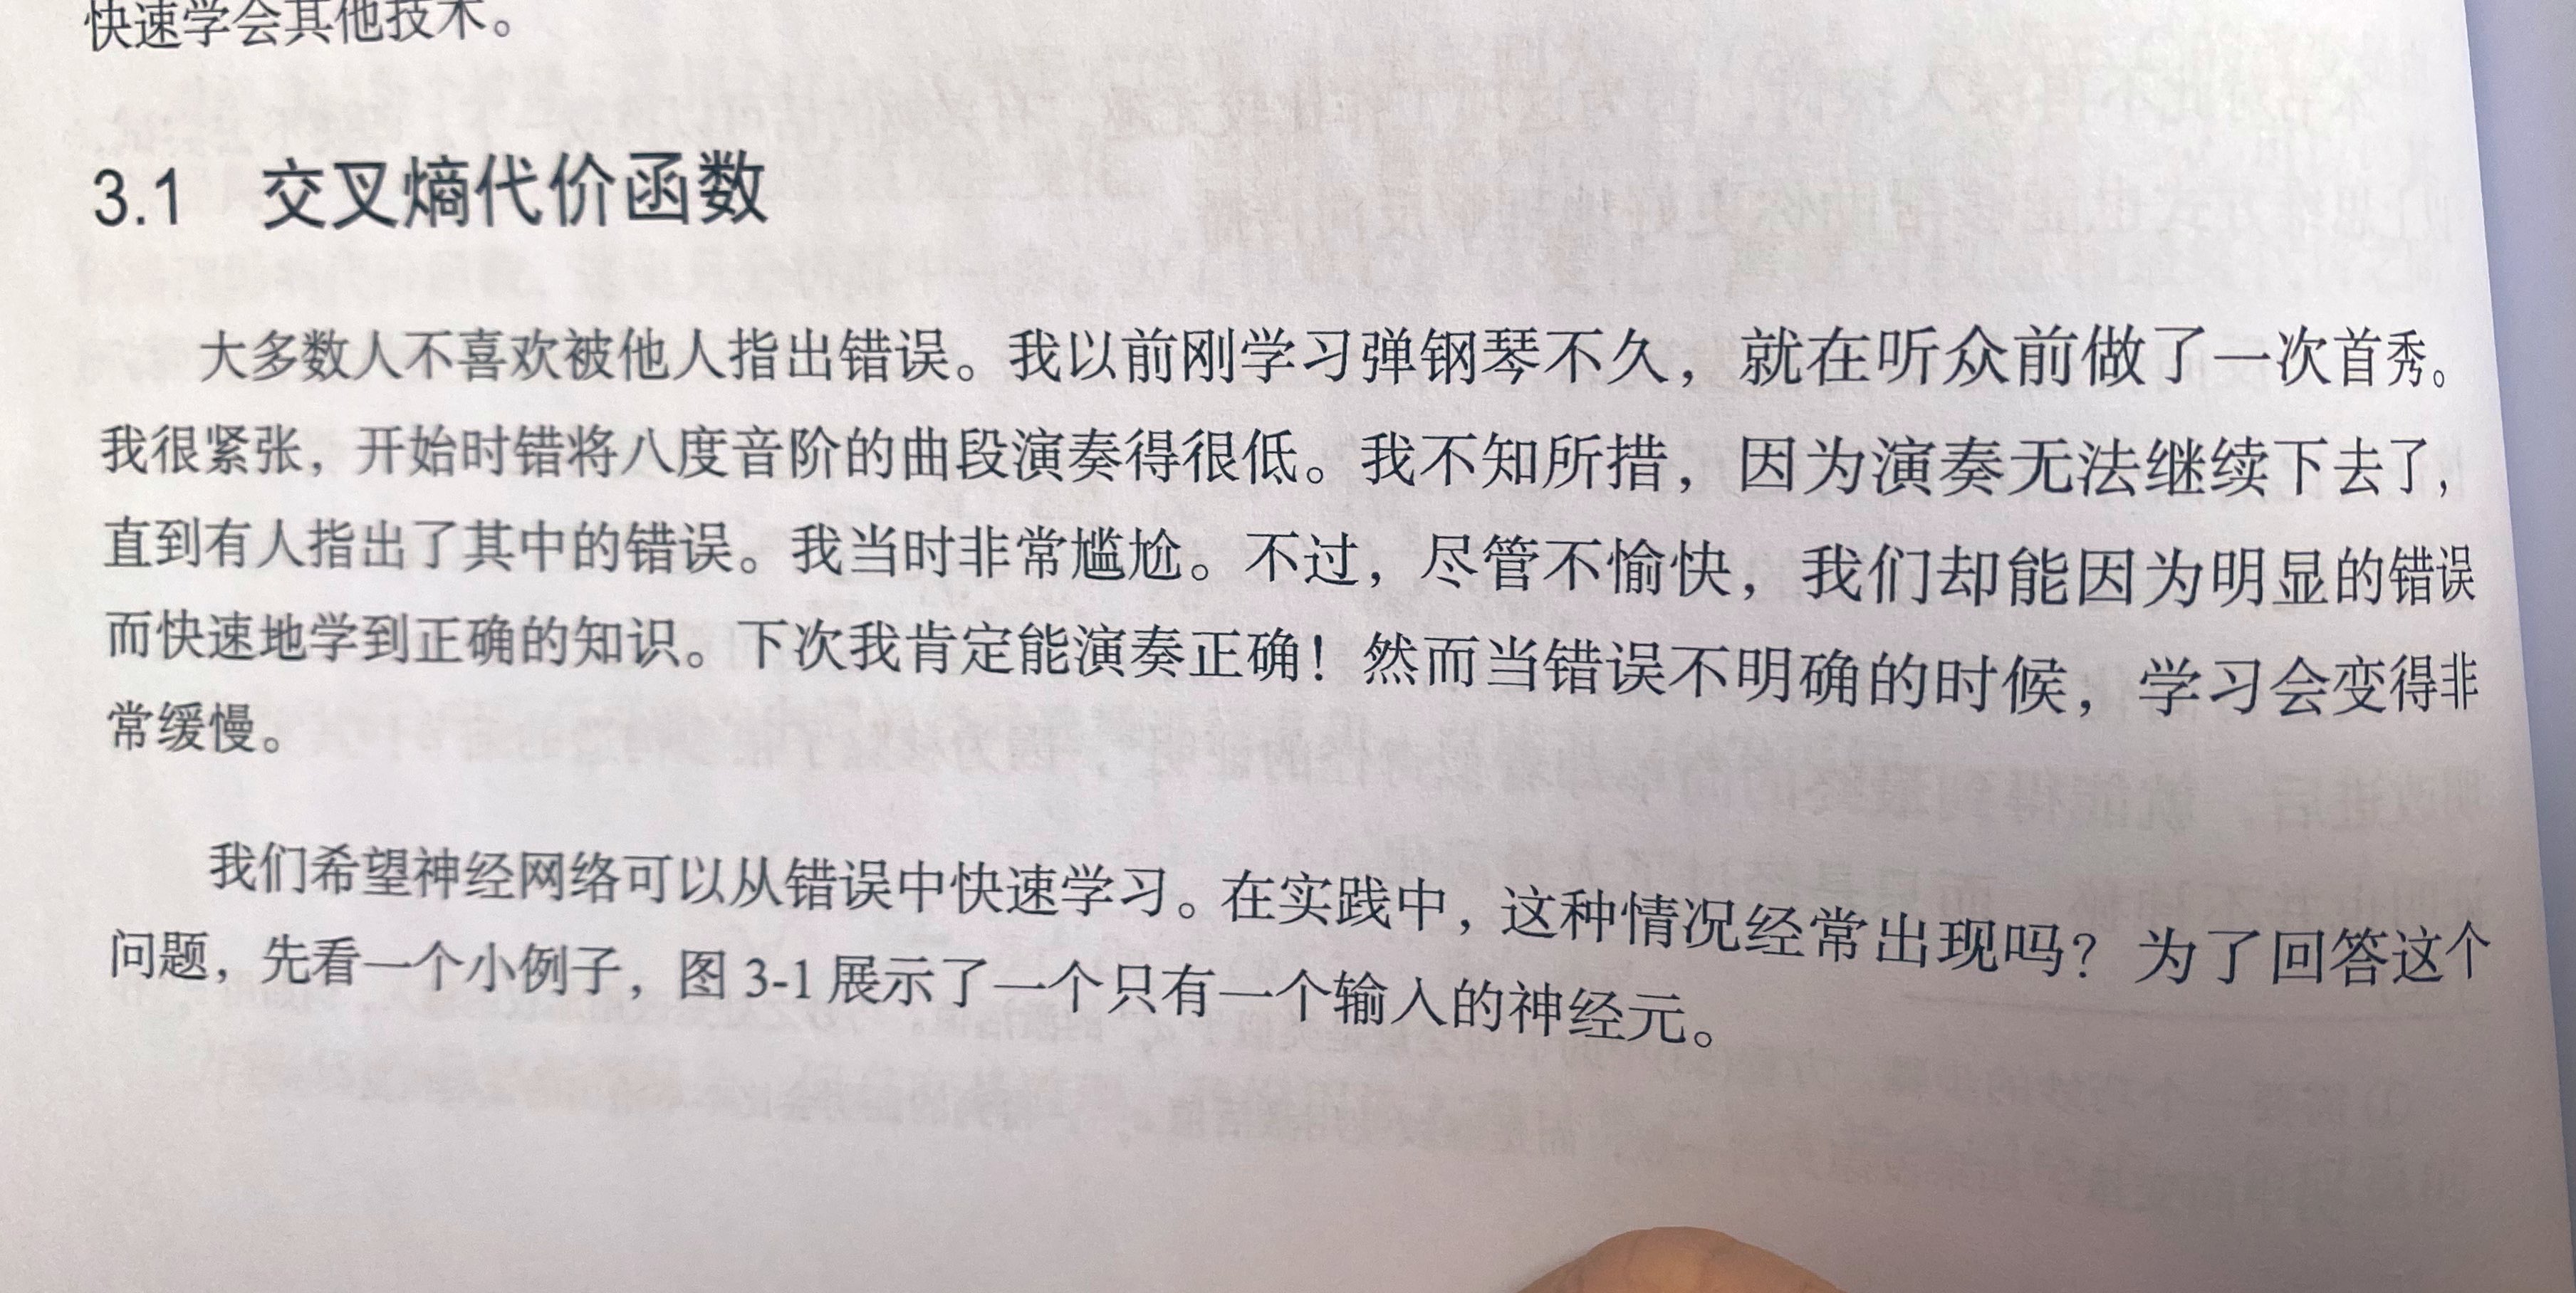 快速学会其他技术。
3.1 交叉熵代价函数
大多数人不喜欢被他人指出错误。我以前刚学习弹钢琴不久，就在听众前做了一次首秀。
我很紧张，开始时错将八度音阶的曲段演奏得很低。我不知所措，因为演奏无法继续下去了，
直到有人指出了其中的错误。我当时非常尴尬。不过，尽管不愉快，我们却能因为明显的错误
而快速地学到正确的知识。下次我肯定能演奏正确！然而当错误不明确的时候，学习会变得非
常缓慢。
我们希望神经网络可以从错误中快速学习。在实践中，这种情况经常出现吗？为了回答这个
问题，先看一个小例子，图 3-1 展示了一个只有一个输入的神经元。